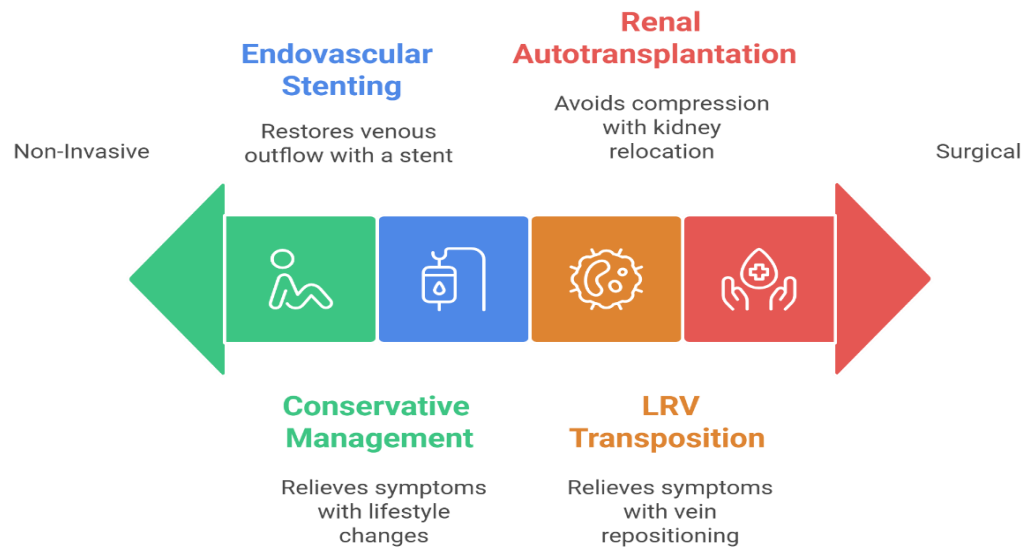 Renal
Autotransplantation
Endovascular
Stenting
Avoids compression
with kidney
relocation
Restores venous
outflow with a stent
Non-Invasive
Surgical
Conservative
Management
LRV
Transposition
Relieves symptoms
with lifestyle
changes
Relieves symptoms
with vein
repositioning